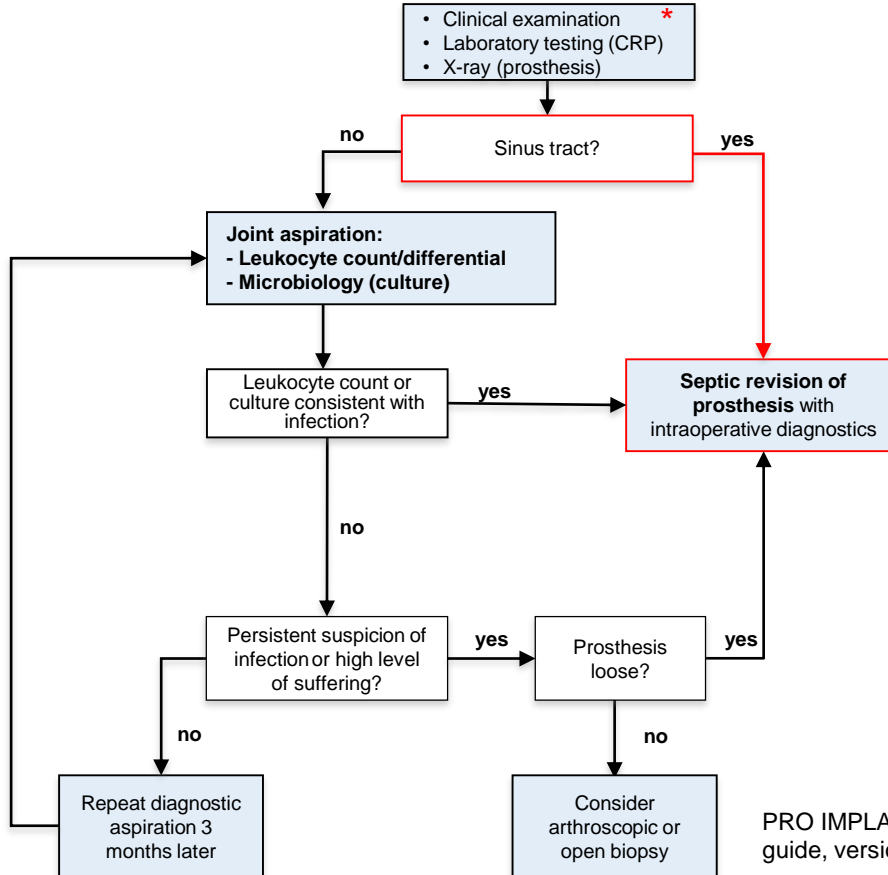 • Clinical examination *
• Laboratory testing (CRP)
• X-ray (prosthesis)
no
Sinus tract?
yes
Joint aspiration:
- Leukocyte count/differential
- Microbiology (culture)
Leukocyte count or
culture consistent with
infection?
yes
Septic revision of
prosthesis with
intraoperative diagnostics
no
Persistent suspicion of
infection or high level
of suffering?
yes
Prosthesis
loose?
yes
no
no
Repeat diagnostic
aspiration 3
months later
Consider
arthroscopic or
open biopsy
PRO
guide,